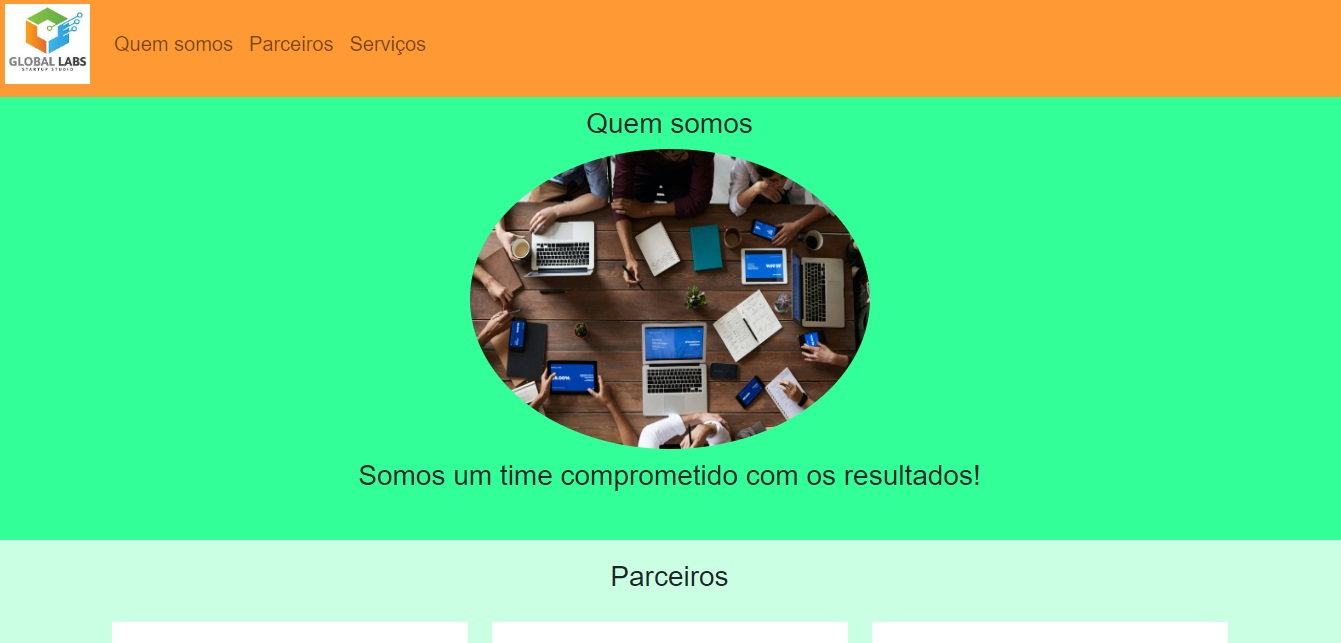 GLOBAL LABS
STARTUP STUDIO
Quem somos Parceiros Serviços
Quem somos
Somos um time comprometido com os resultados!
Parceiros